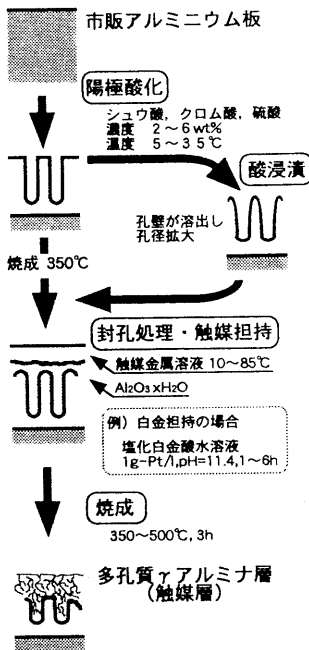 市販アルミニウム板
陽極酸化
シュウ酸, クロム酸, 硫酸
濃度 2～6wt%
温度 5～35℃
酸浸漬
孔壁が溶出し
孔径拡大
焼成 350℃
封孔処理・触媒担持
触媒金属溶液 10～85℃
Al2O3 xH2O
例）白金担持の場合
塩化白金酸水溶液
1g-Pt/l,pH=11.4,1～6h
焼成
350～500℃, 3h
多孔質γアルミナ層
（触媒層）